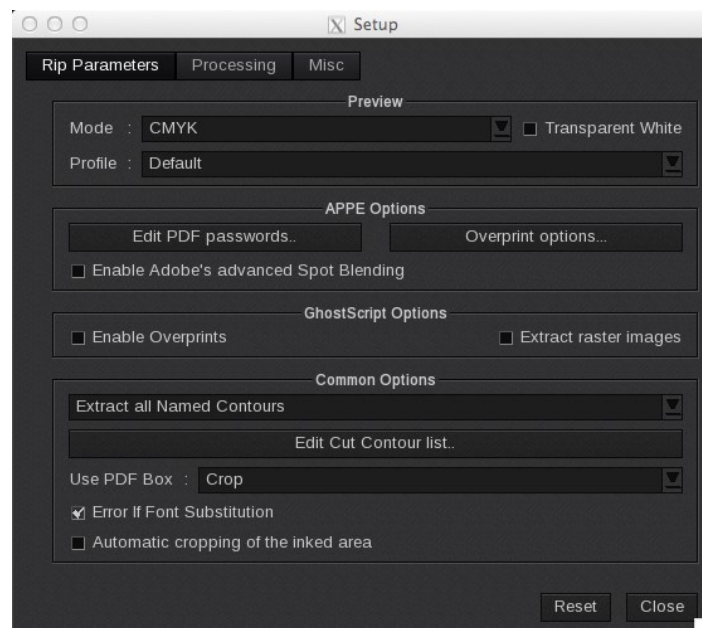 Setup
Rip Parameters Processing Misc
Preview
Mode : CMYK Transparent White
Profile : Default
APPE Options
Edit PDF passwords.. Overprint options...
Enable Adobe's advanced Spot Blending
GhostScript Options
Enable Overprints Extract raster images
Common Options
Extract all Named Contours
Edit Cut Contour list..
Use PDF Box : Crop
Error If Font Substitution
Automatic cropping of the inked area
Reset Close